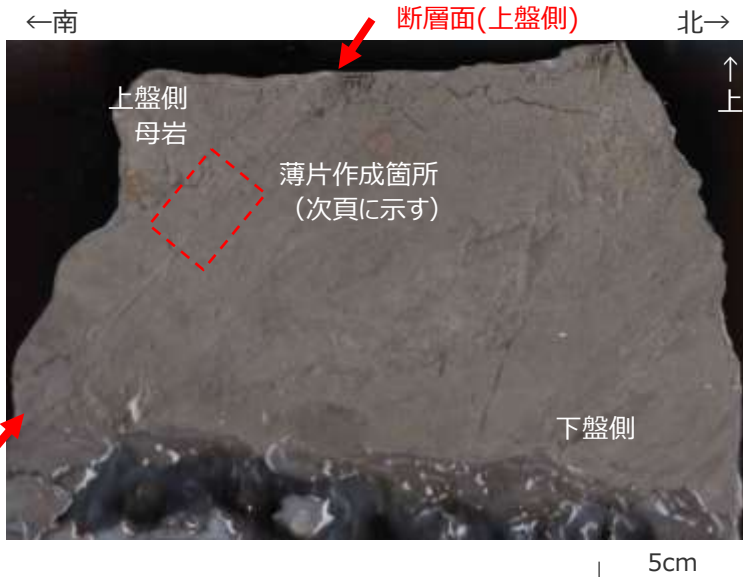 ←南
断層面(上盤側)
北→
↑
上
上盤側
母岩
薄片作成箇所
（次頁に示す）
下盤側
5cm